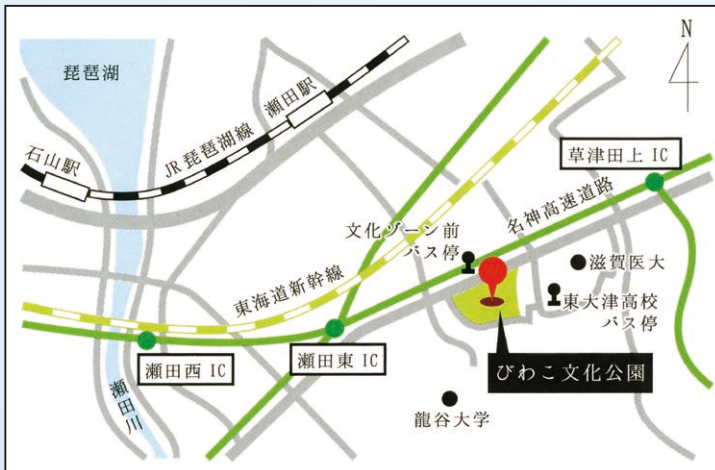 N
琵琶湖
瀬田駅
JR琵琶湖線
石山駅
草津田上 IC
名神高速道路
文化ゾーン前
バス停
滋賀医大
東海道新幹線
東大津高校
バス停
瀬田西 IC
瀬田東 IC
びわこ文化公園
瀬田川
龍谷大学